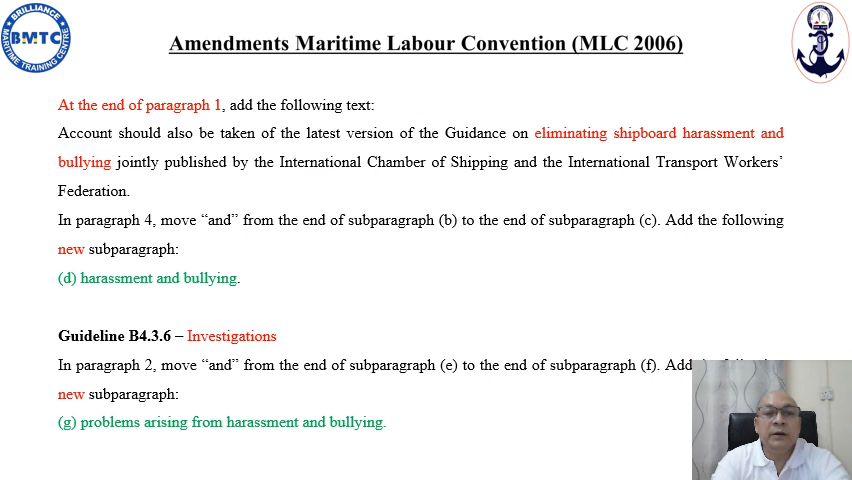 BRILLIANCE
BMTC
MARITIME TRAINING CENTRE
Amendments Maritime Labour Convention (MLC 2006)
At the end of paragraph 1, add the following text:
Account should also be taken of the latest version of the Guidance on eliminating shipboard harassment and
bullying jointly published by the International Chamber of Shipping and the International Transport Workers’
Federation.
In paragraph 4, move “and” from the end of subparagraph (b) to the end of subparagraph (c). Add the following
new subparagraph:
(d) harassment and bullying.
Guideline B4.3.6 – Investigations
In paragraph 2, move “and” from the end of subparagraph (e) to the end of subparagraph (f). Add
new subparagraph:
(g) problems arising from harassment and bullying.